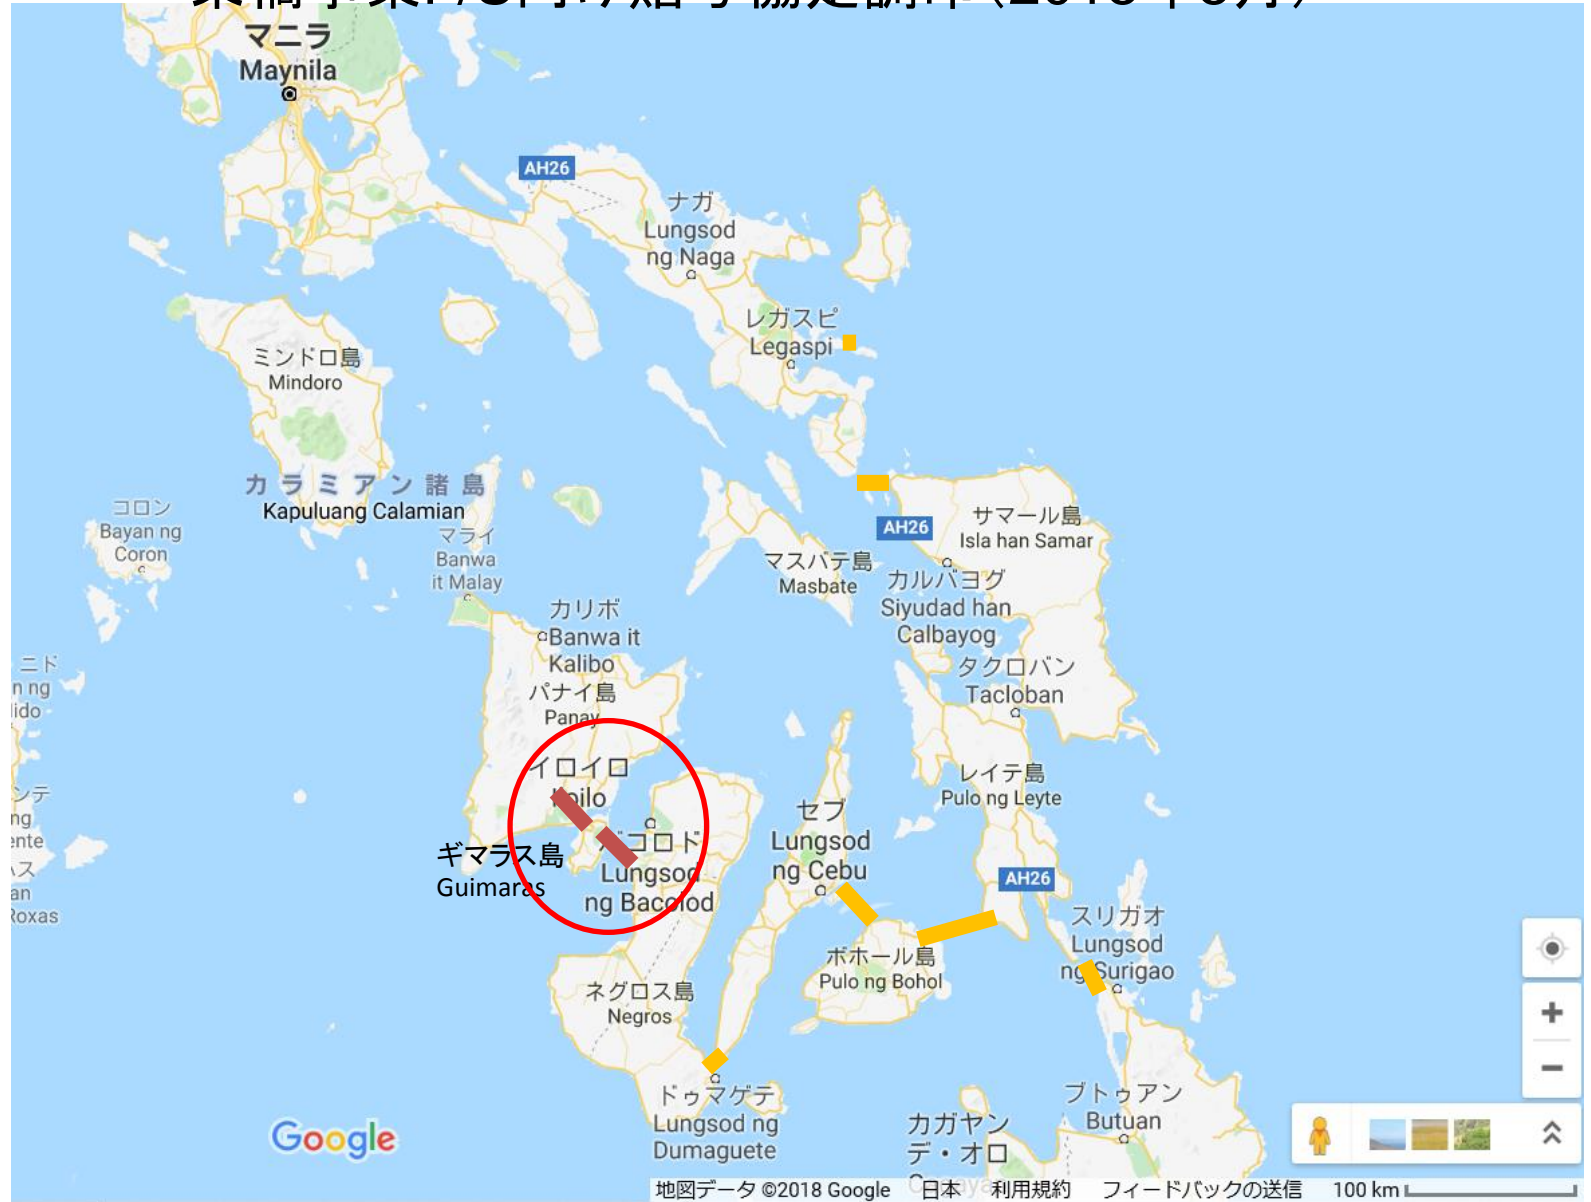 マニラ
Maynila
AH26
ナガ
Lungsod
ng Naga
レガスピ
Legaspi
ミンドロ島
Mindoro
カラミアン諸島
Kapuluang Calamian
コロン
Bayan ng
Coron
マライ
Banwa
it Malay
AH26
サマール島
Isla han Samar
マスバテ島
Masbate
カルバヨグ
Siyudad han
Calbayog
カリボ
Banwa it
Kalibo
タクロバン
Tacloban
パナイ島
Panay
イロイロ
レイテ島
Pulo ng Leyte
セブ
Lungsod
ng Cebu
コロド
Lungsod
ng Bacolod
ギマラス島
Guimaras
AH26
スリガオ
Lungsod
ng Surigao
ボホール島
Pulo ng Bohol
ネグロス島
Negros
ドゥマゲテ
Lungsod ng
Dumaguete
カガヤン
デ・オロ
ブトゥアン
Butuan
Google
地図データ ©2018 Google 日本 利用規約 フィードバックの送信 100 km